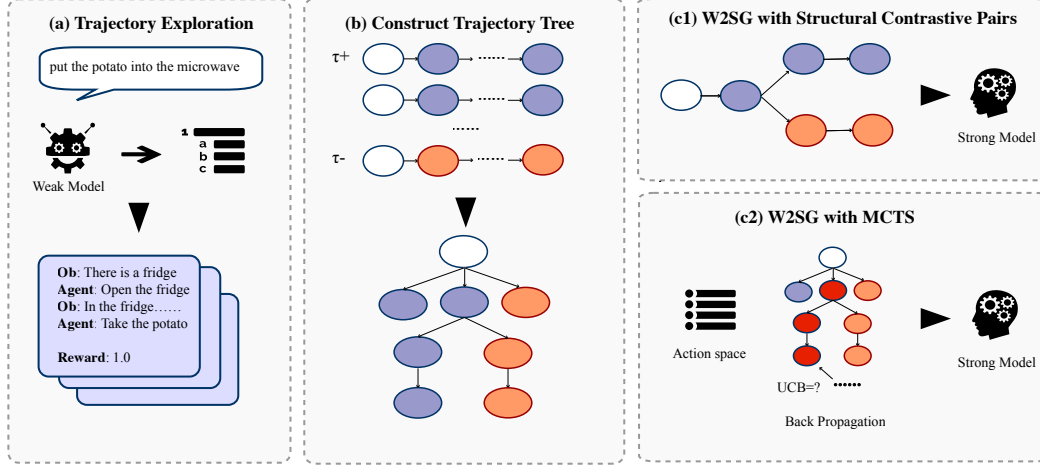 (a) Trajectory Exploration
put the potato into the microwave
1
a
b
c
Weak Model
Ob: There is a fridge
Agent: Open the fridge
Ob: In the fridge……
Agent: Take the potato
Reward: 1.0
(b) Construct Trajectory Tree
τ+
......
......
......
......
τ-
......
(c1) W2SG with Structural Contrastive Pairs
Strong Model
(c2) W2SG with MCTS
Action space
UCB=?
......
Back Propagation
Strong Model